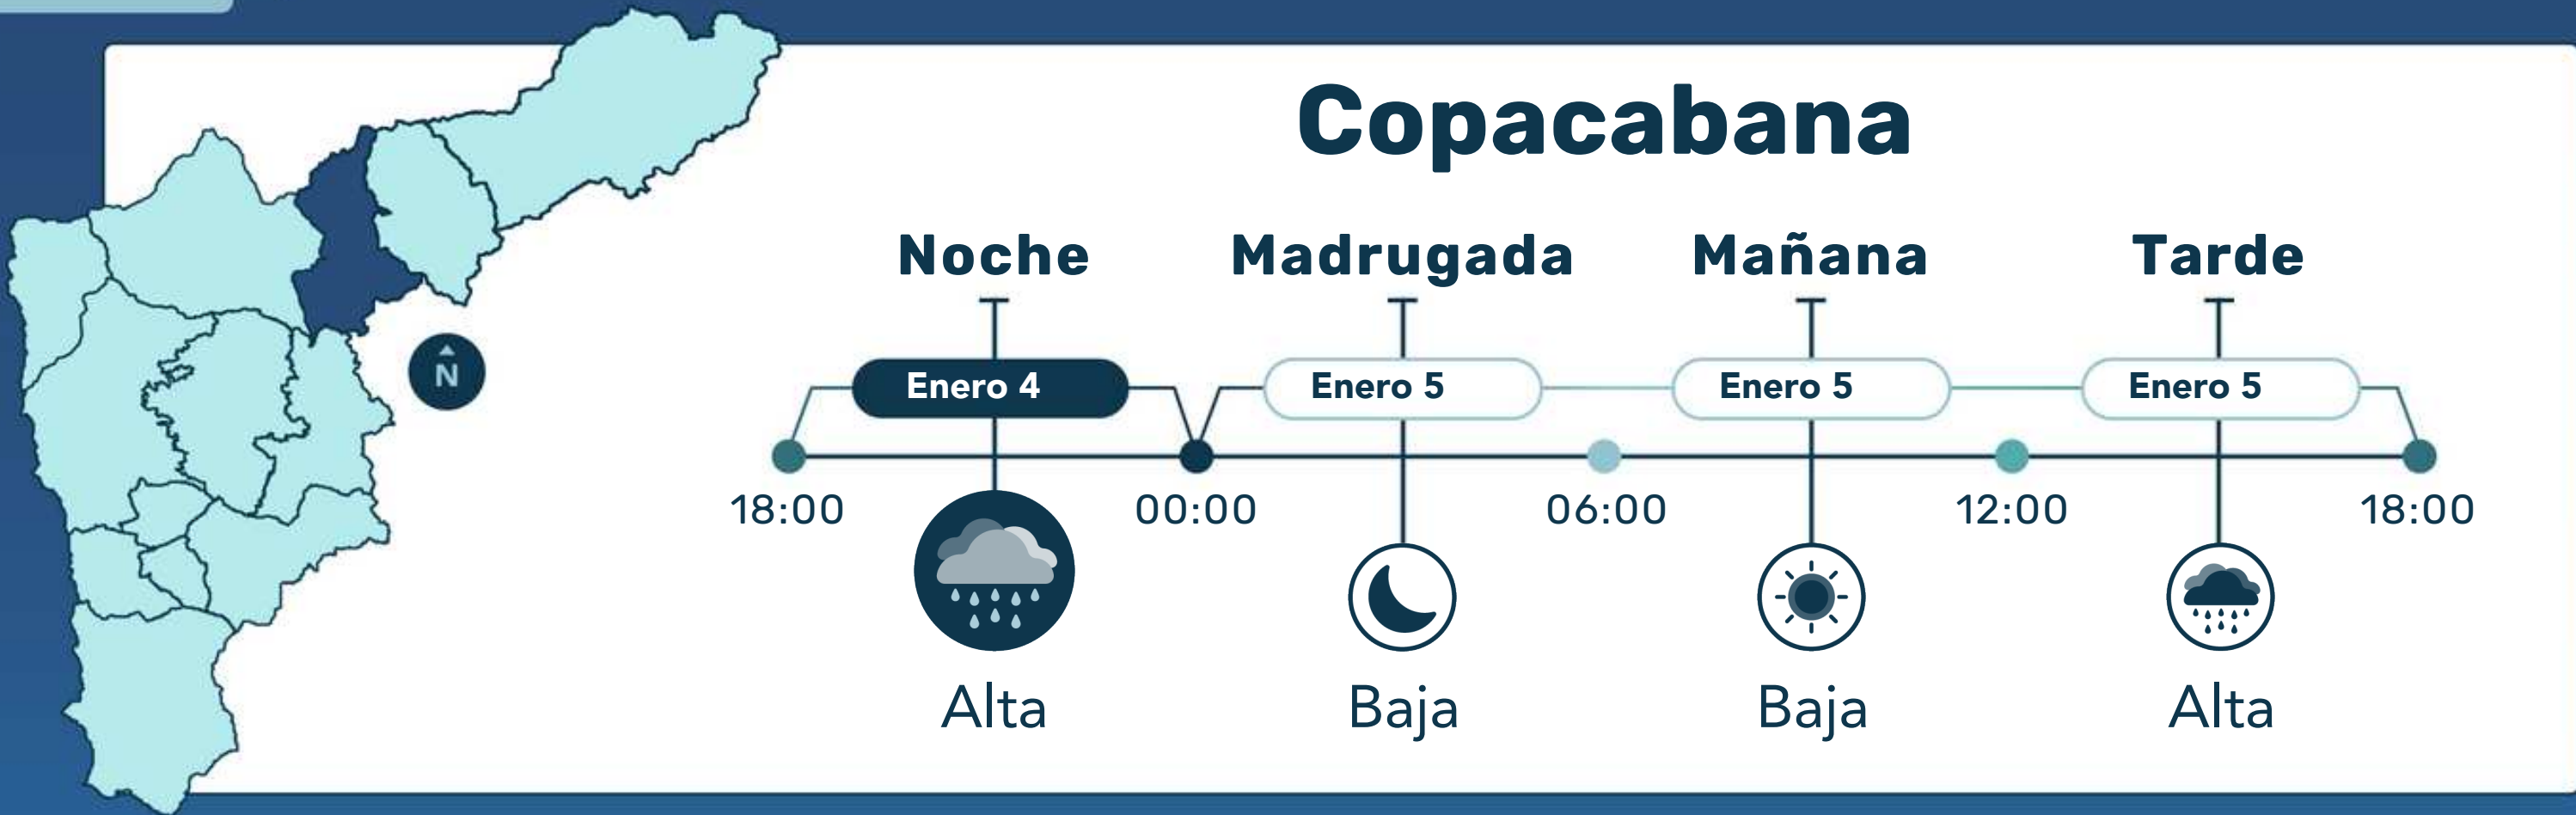 Copacabana
Noche Madrugada Mañana Tarde
Enero 4 Enero 5 Enero 5 Enero 5
N
18:00 00:00 06:00 12:00 18:00
Alta Baja Baja Alta